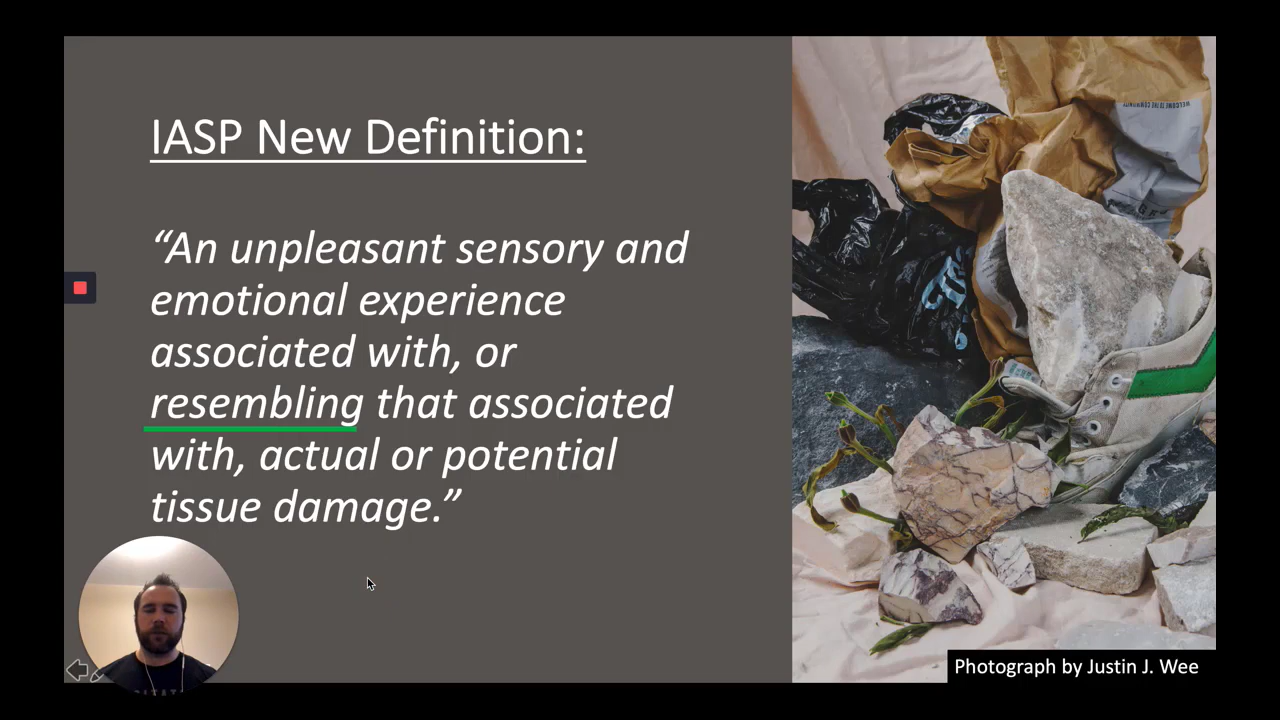 IASP New Definition:
“An unpleasant sensory and
emotional experience
associated with, or
resembling that associated
with, actual or potential
tissue damage.”
Photograph by Justin J. Wee